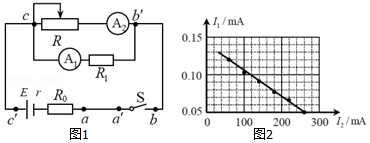 c R A₂ b'
A₁ R₁
E r R₀ S
c' a a' b
图1
I₁ / mA
0.15
0.10
0.05
0 100 200 300 I₂ / mA
图2